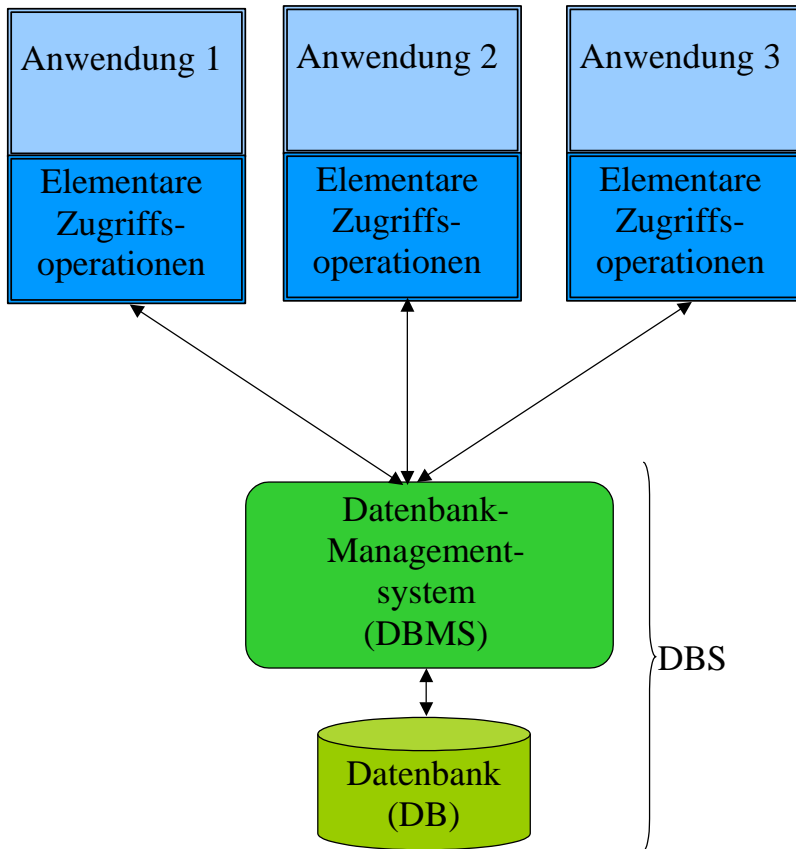 Anwendung 1
Anwendung 2
Anwendung 3
Elementare
Zugriffs-
operationen
Elementare
Zugriffs-
operationen
Elementare
Zugriffs-
operationen
Datenbank-
Management-
system
(DBMS)
DBS
Datenbank
(DB)